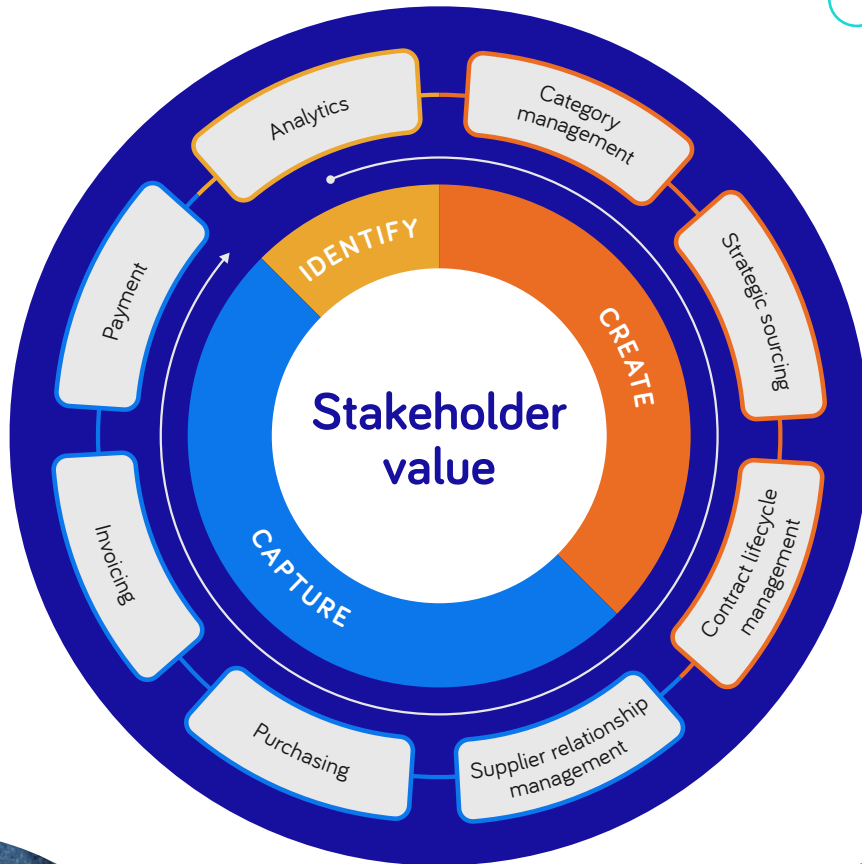 Analytics
Category
management
Strategic sourcing
Contract lifecycle
management
Supplier relationship
management
Purchasing
Invoicing
Payment
IDENTIFY
CREATE
CAPTURE
Stakeholder
value